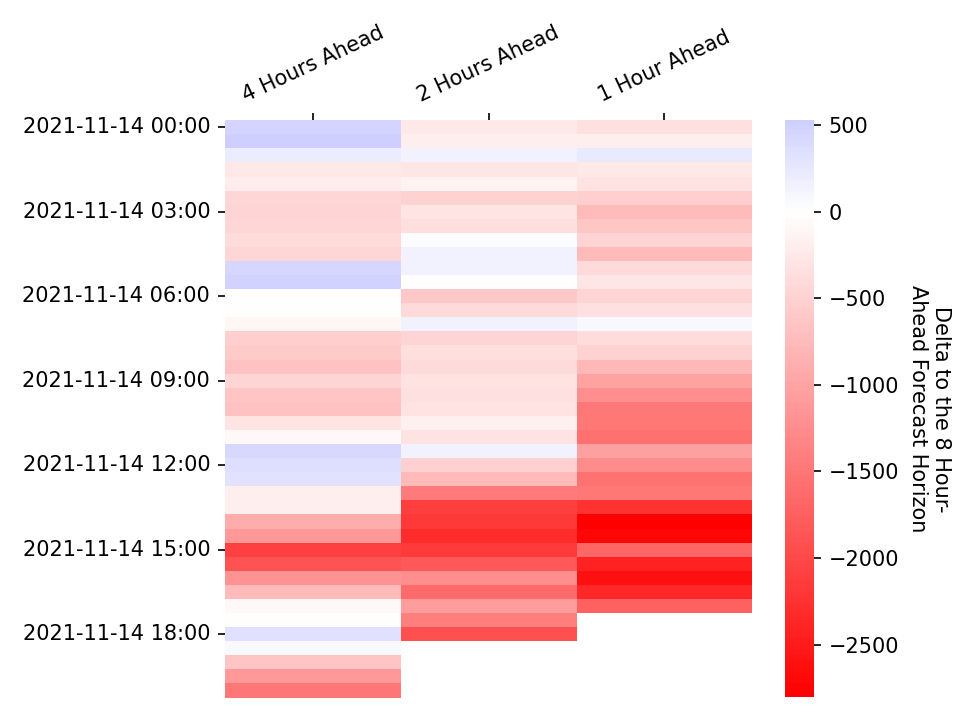 4 Hours Ahead
2 Hours Ahead
1 Hour Ahead
2021-11-14 00:00
2021-11-14 03:00
2021-11-14 06:00
2021-11-14 09:00
2021-11-14 12:00
2021-11-14 15:00
2021-11-14 18:00
500
0
−500
−1000
−1500
−2000
−2500
Delta to the 8 Hour-
Ahead Forecast Horizon